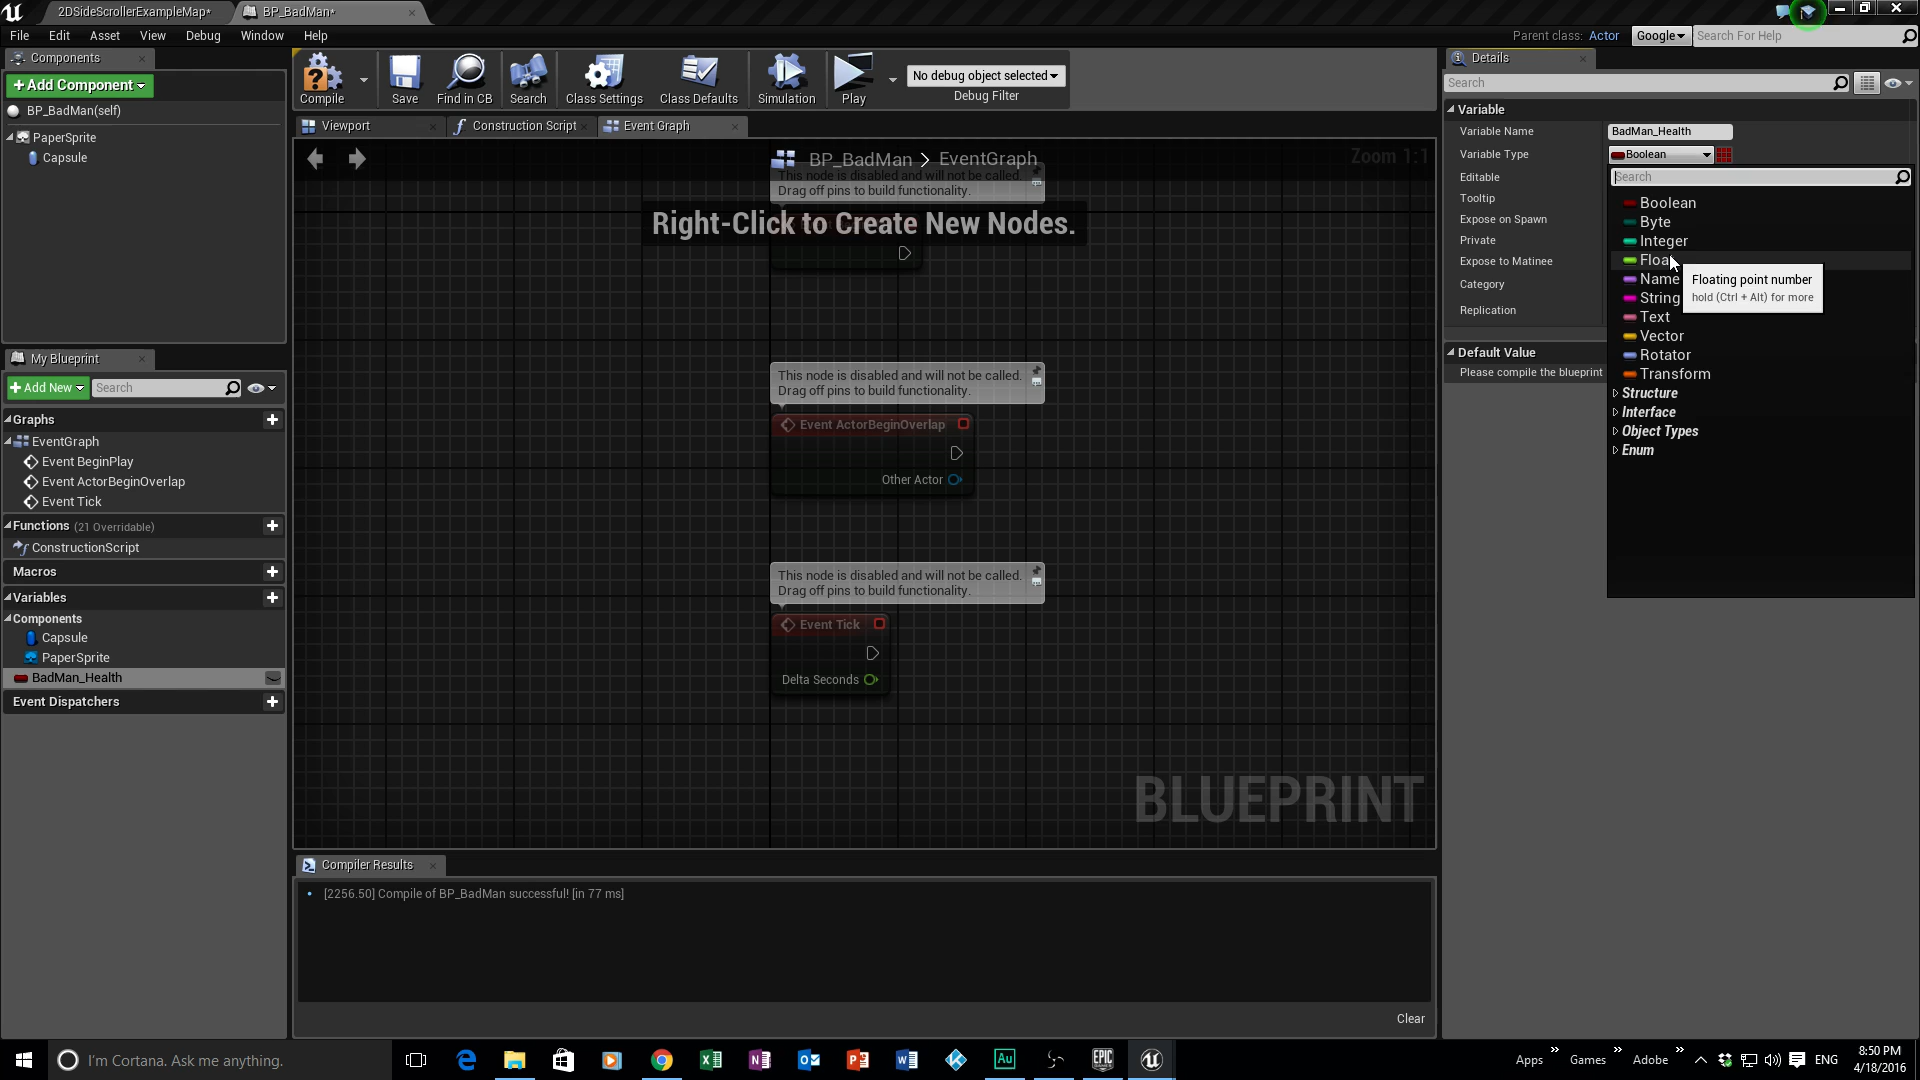 2DSideScrollerExampleMap*
BP_BadMan*
File Edit Asset View Debug Window Help
Parent class: Actor
Google
Search For Help
Components
+Add Component
BP_BadMan(self)
PaperSprite
Capsule
Compile
Save
Find in CB
Search
Class Settings
Class Defaults
Simulation
Play
No debug object selected
Debug Filter
Viewport
Construction Script
Event Graph
BP_BadMan > EventGraph
Zoom 1:1
This node is disabled and will not be called.
Drag off pins to build functionality.
Right-Click to Create New Nodes.
This node is disabled and will not be called.
Drag off pins to build functionality.
Event ActorBeginOverlap
Other Actor
This node is disabled and will not be called.
Drag off pins to build functionality.
Event Tick
Delta Seconds
BLUEPRINT
My Blueprint
+Add New
Search
Graphs
EventGraph
Event BeginPlay
Event ActorBeginOverlap
Event Tick
Functions (21 Overridable)
ConstructionScript
Macros
Variables
Components
Capsule
PaperSprite
BadMan_Health
Event Dispatchers
Compiler Results
[2256.50] Compile of BP_BadMan successful! [in 77 ms]
Clear
Details
Search
Variable
Variable Name
BadMan_Health
Variable Type
Boolean
Editable
Tooltip
Expose on Spawn
Private
Expose to Matinee
Category
Replication
Default Value
Please compile the blueprint
Search
Boolean
Byte
Integer
Floa
Name
String
Text
Vector
Rotator
Transform
Structure
Interface
Object Types
Enum
Floating point number
hold (Ctrl + Alt) for more
I'm Cortana. Ask me anything.
Au
EPIC
GAMES
Apps »
Games »
Adobe »
ENG
8:50 PM
4/18/2016